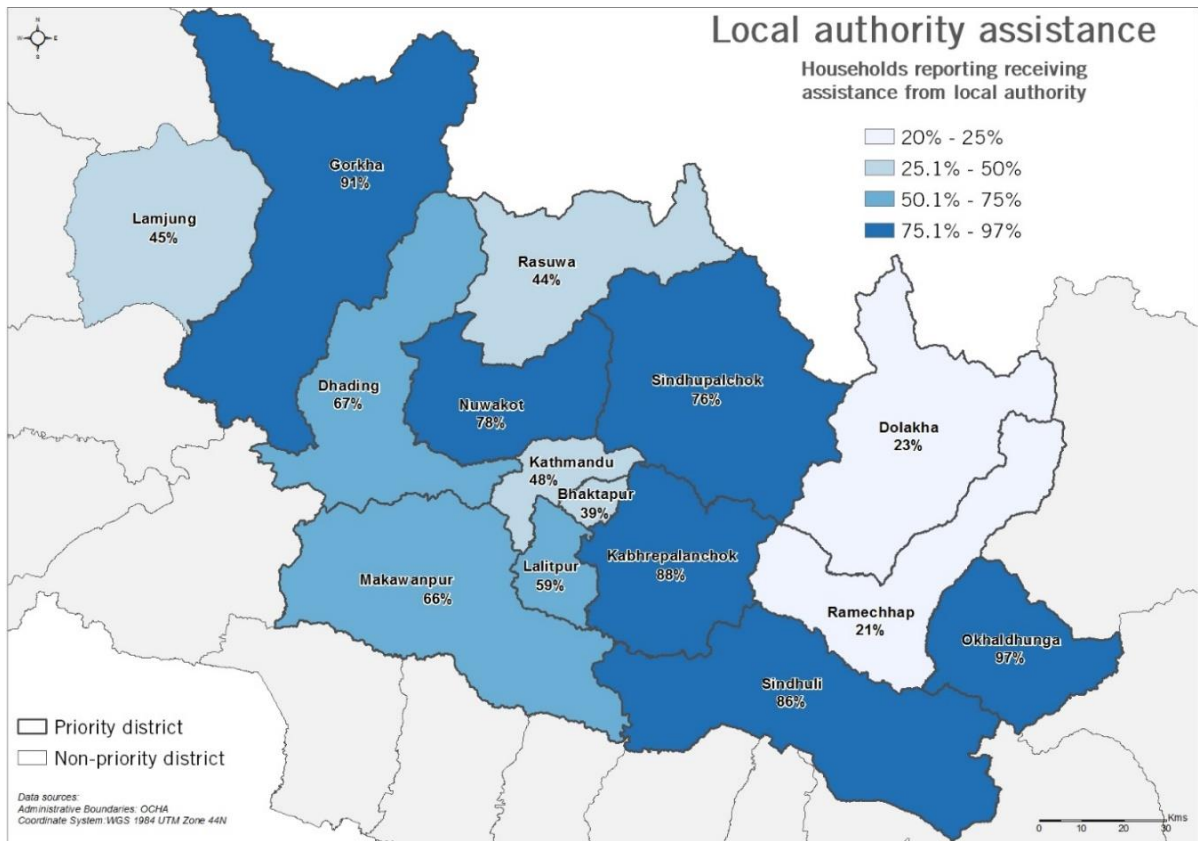 Local authority assistance
Households reporting receiving
assistance from local authority
20% - 25%
25.1% - 50%
50.1% - 75%
75.1% - 97%
N
W
E
S
Gorkha
91%
Lamjung
45%
Rasuwa
44%
Dhading
67%
Nuwakot
78%
Sindhupalchok
76%
Dolakha
23%
Kathmandu
48%
Bhaktapur
39%
Lalitpur
59%
Kabhrepalanchok
88%
Makawanpur
66%
Ramechhap
21%
Okhaldhunga
97%
Sindhuli
86%
Priority district
Non-priority district
Data sources:
Administrative Boundaries: OCHA
Coordinate System:WGS 1984 UTM Zone 44N
Kms
0 10 20 30